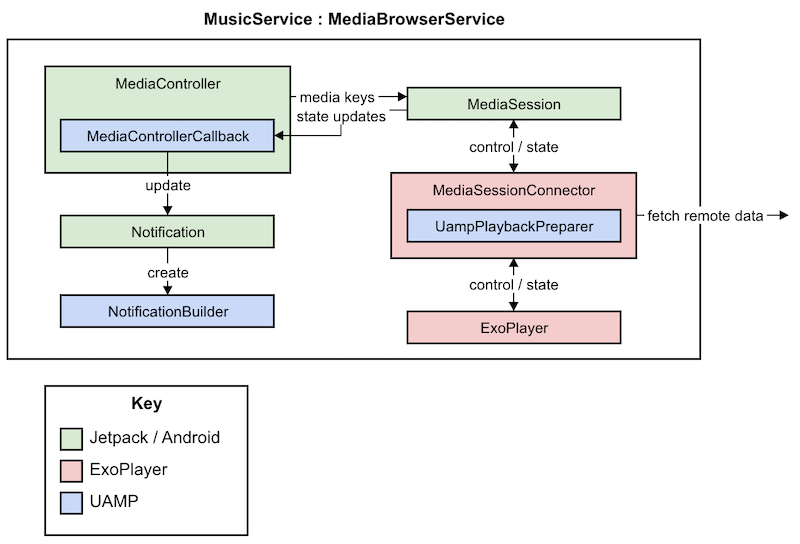 MusicService : MediaBrowserService
MediaController
media keys
MediaSession
state updates
MediaControllerCallback
control / state
update
MediaSessionConnector
fetch remote data
UampPlaybackPreparer
Notification
create
control / state
NotificationBuilder
ExoPlayer
Key
Jetpack / Android
ExoPlayer
UAMP